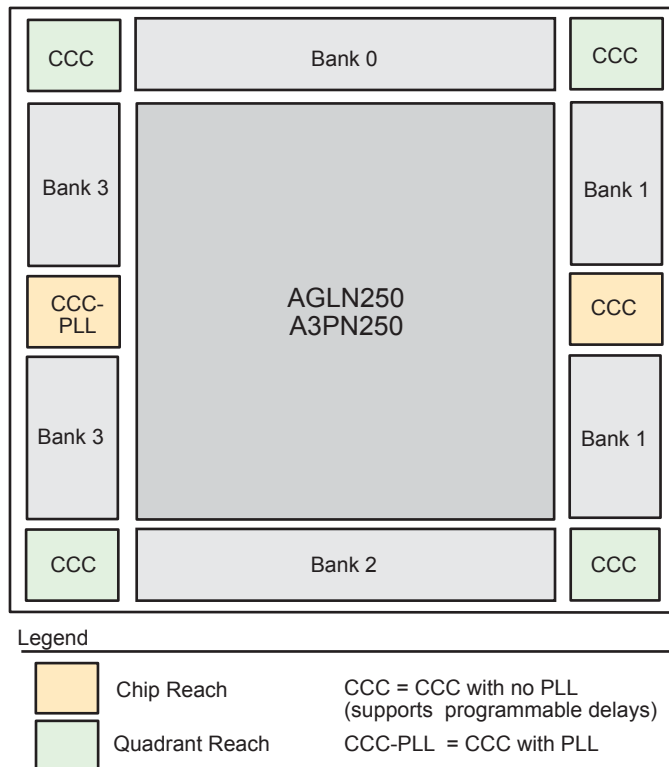 CCC
Bank 0
CCC
Bank 3
Bank 1
CCC-
PLL
AGLN250
A3PN250
CCC
Bank 3
Bank 1
CCC
Bank 2
CCC
Legend
Chip Reach
CCC = CCC with no PLL
(supports programmable delays)
Quadrant Reach
CCC-PLL = CCC with PLL